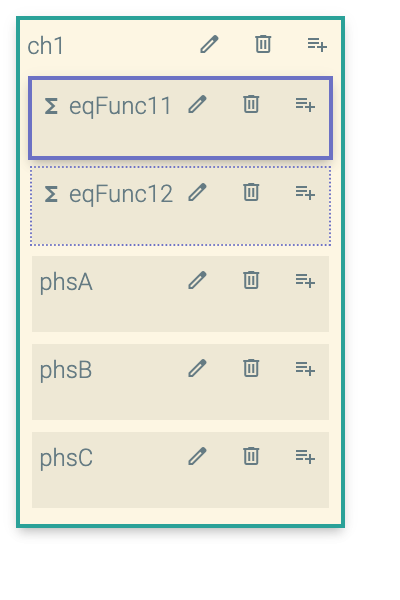 ch1
Σ eqFunc11
Σ eqFunc12
phsA
phsB
phsC